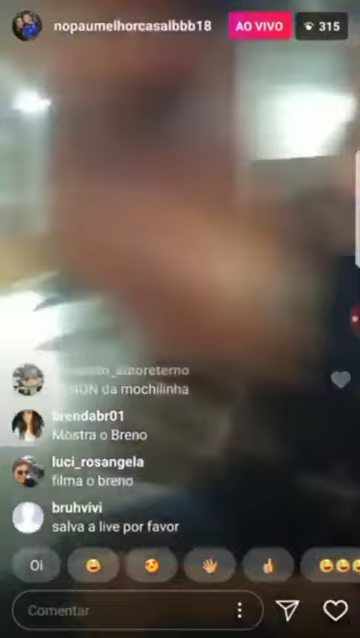 nopaumelhorcasalbbb18
AO VIVO
315
da mochilinha
brendabr01
Mostra o Breno
luci_rosangela
filma o breno
bruhvivi
salva a live por favor
Oi
Comentar